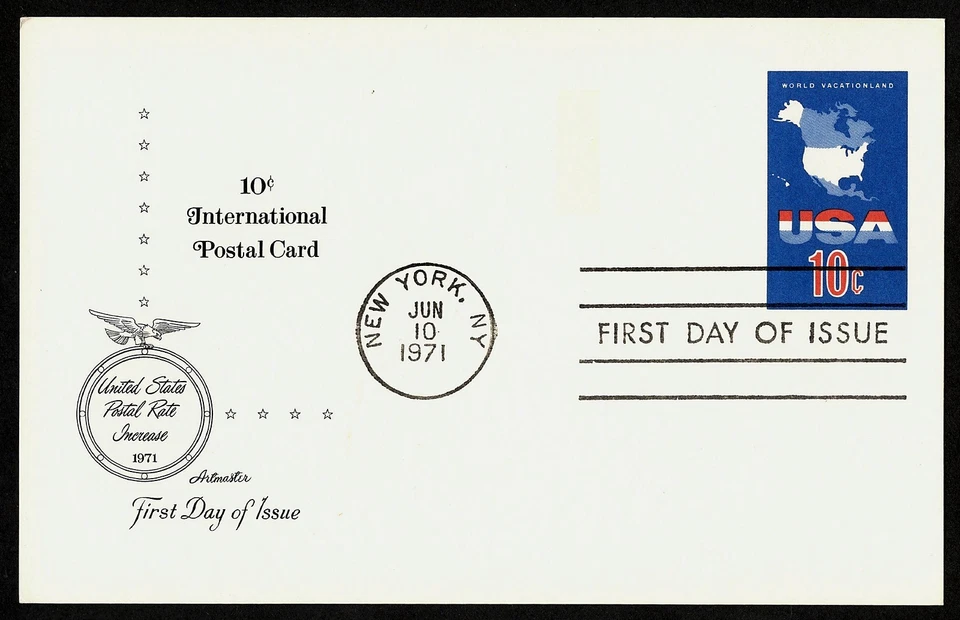 WORLD VACATIONLAND
USA
10c
10¢
International
Postal Card
NEW YORK, NY
JUN
10
1971
FIRST DAY OF ISSUE
United States
Postal Rate
Increase
1971
Artmaster
First Day of Issue